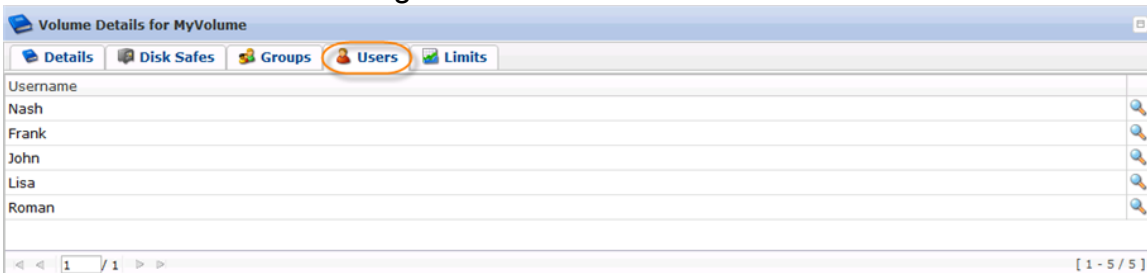 Volume Details for MyVolume
Details Disk Safes Groups Users Limits
Username
Nash
Frank
John
Lisa
Roman
1 / 1 [ 1 - 5 / 5 ]